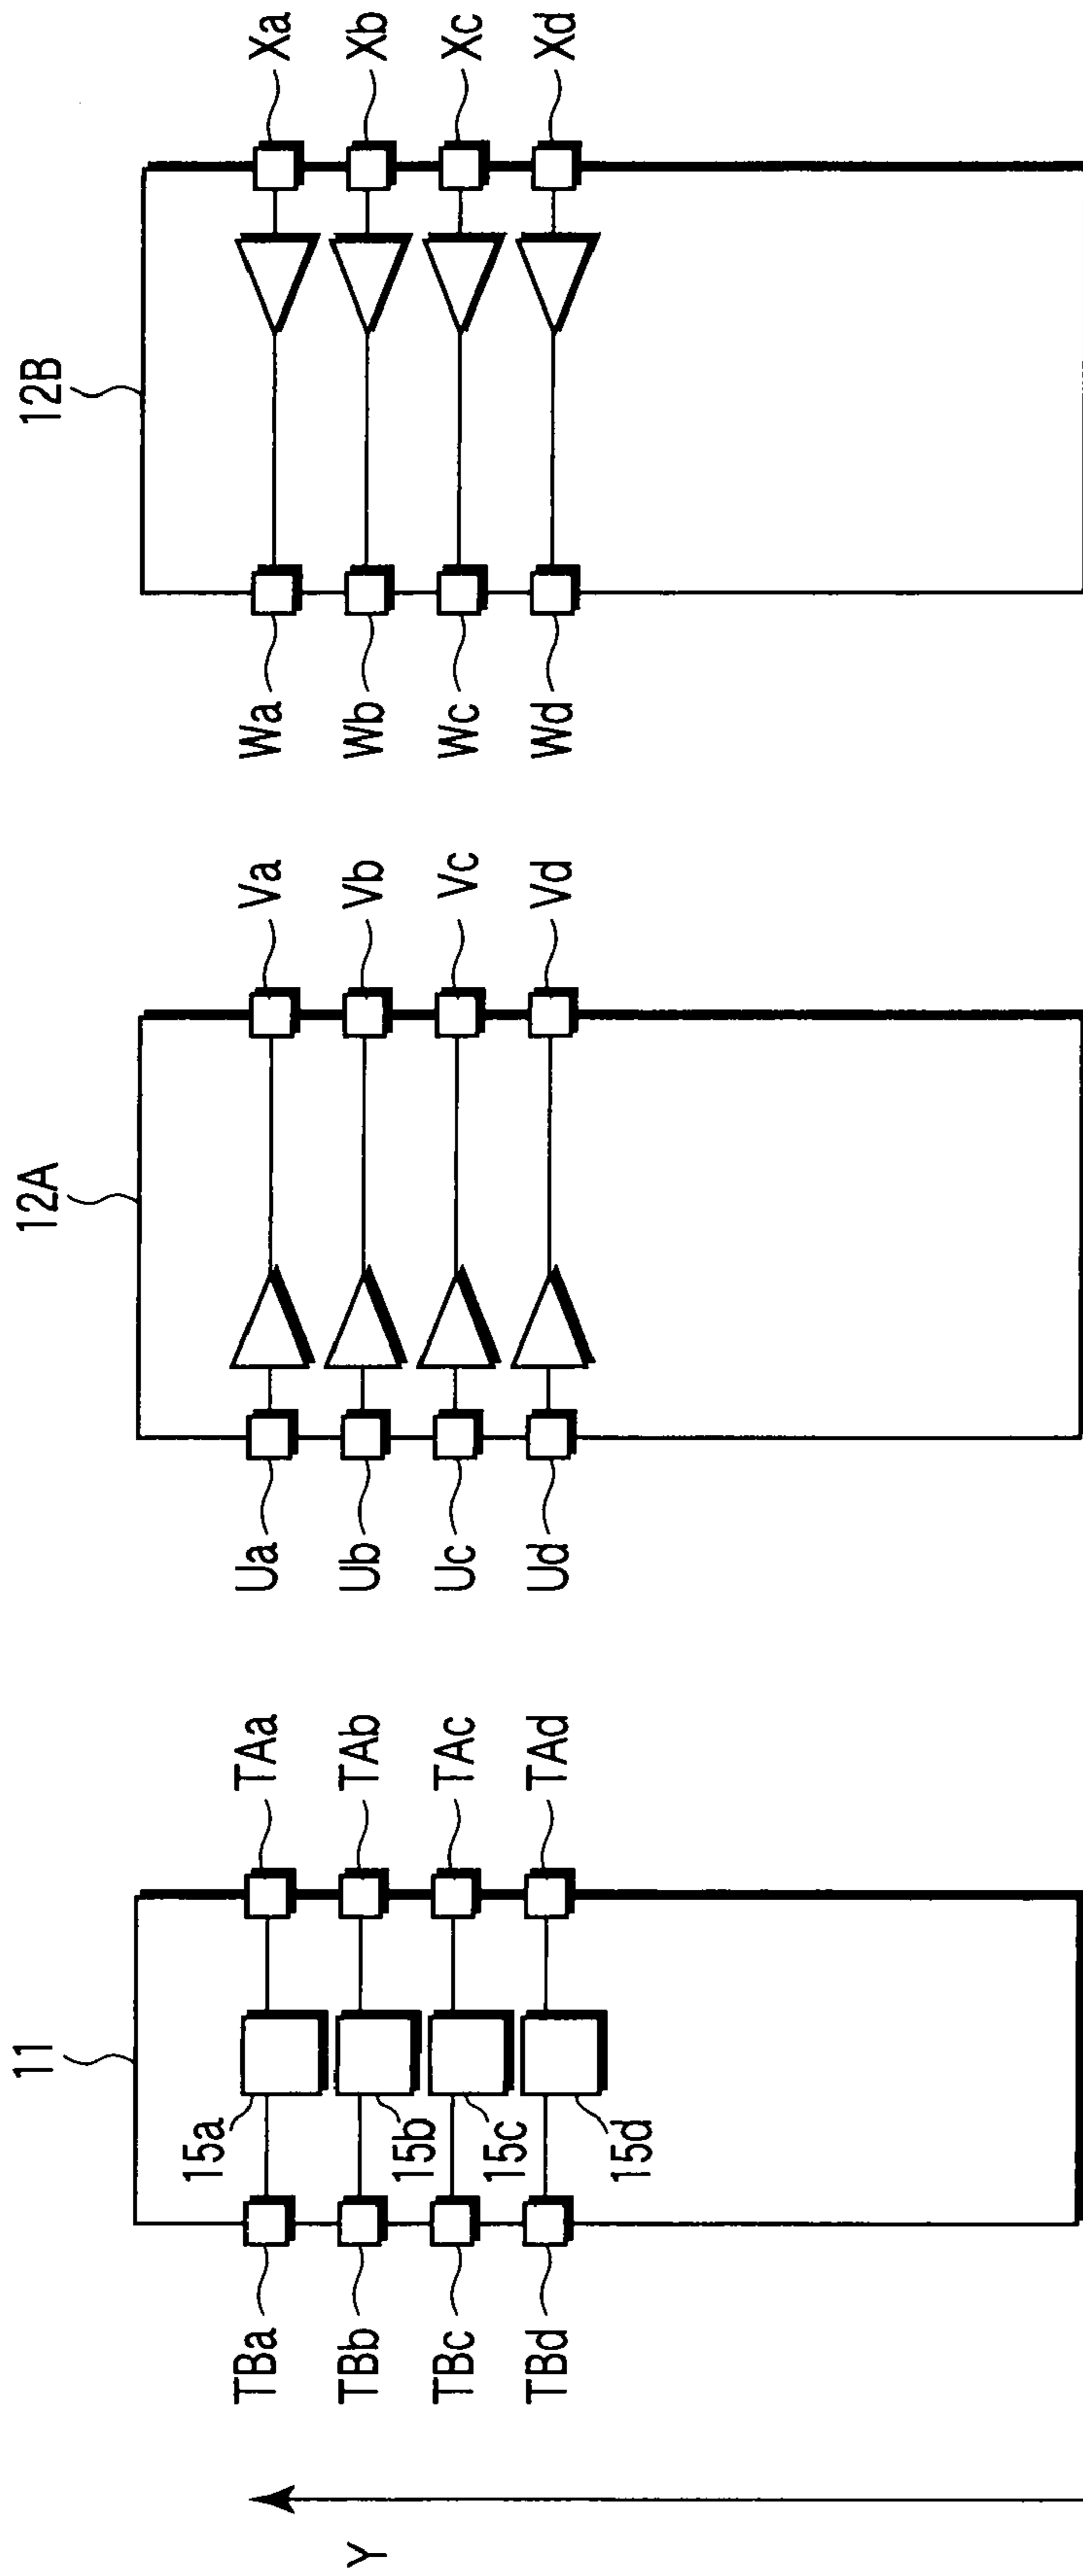 12B
Xa
Xb
Xc
Xd
Wa
Wb
Wc
Wd
12A
Va
Vb
Vc
Vd
Ua
Ub
Uc
Ud
11
TAa
TAb
TAc
TAd
15a
15b
15c
15d
TBa
TBb
TBc
TBd
Y